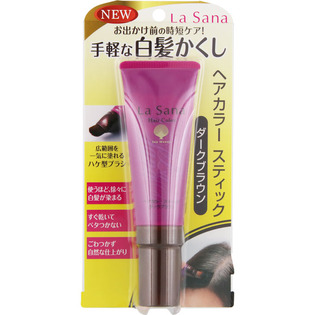 NEW
La Sana
お出かけ前の時短ケア!
手軽な白髪かくし
La Sana
Hair Color
広範囲を
一気に塗れる
ハケ型ブラシ
使うほど、徐々に
白髪が染まる
すぐ乾いて
ベタつかない
ごわつかず
自然な仕上がり
ヘアカラー スティック
ダークブラウン